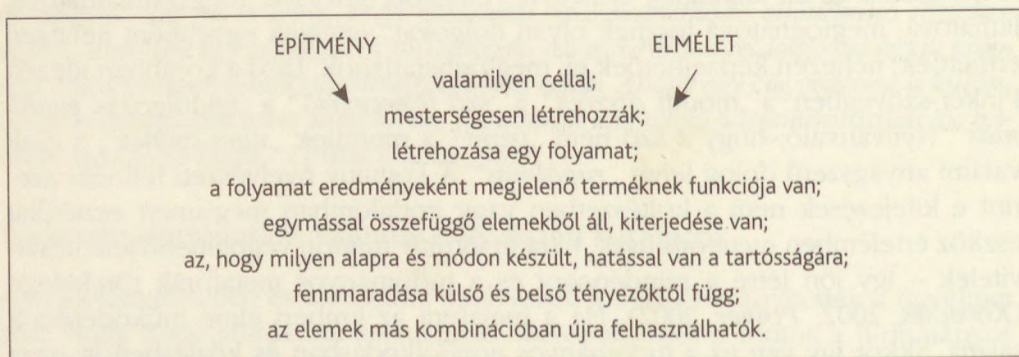 ÉPÍTMÉNY ELMÉLET
valamilyen céllal;
mesterségesen létrehozzák;
létrehozása egy folyamat;
a folyamat eredményeként megjelenő terméknek funkciója van;
egymással összefüggő elemekből áll, kiterjedése van;
az, hogy milyen alapra és módon készült, hatással van a tartósságára;
fennmaradása külső és belső tényezőktől függ;
az elemek más kombinációban újra felhasználhatók.